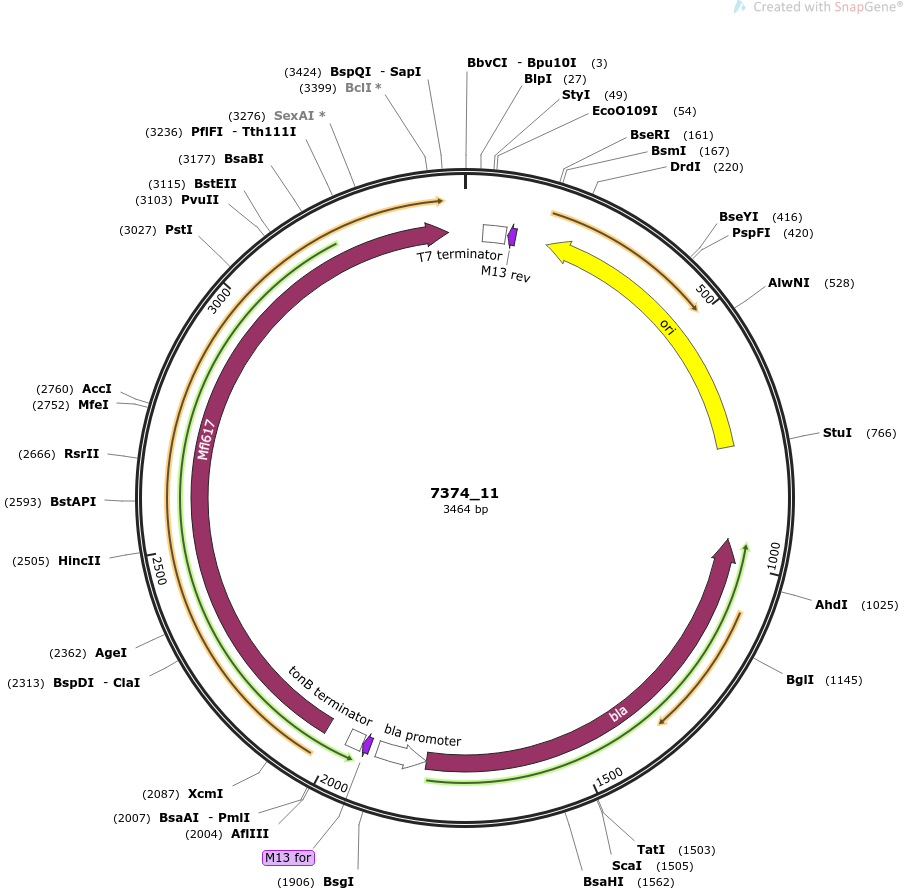 Created with SnapGene®
BbvCI - Bpu10I (3)
BlpI (27)
StyI (49)
EcoO109I (54)
BseRI (161)
BsmI (167)
DrdI (220)
BseYI (416)
PspFI (420)
AlwNI (528)
StuI (766)
AhdI (1025)
BglI (1145)
TatI (1503)
ScaI (1505)
BsaHI (1562)
(1906) BsgI
M13 for
(2004) AflIII
(2007) BsaAI - PmlI
(2087) XcmI
(2313) BspDI - ClaI
(2362) AgeI
(2505) HincII
(2593) BstAPI
(2666) RsrII
(2752) MfeI
(2760) AccI
(3027) PstI
(3103) PvuII
(3115) BstEII
(3177) BsaBI
(3236) PflFI - Tth111I
(3276) SexAI *
(3399) BclI *
(3424) BspQI - SapI
T7 terminator
M13 rev
ori
500
1000
1500
2000
2500
3000
Mfl617
tonB terminator
bla promoter
bla
7374_11
3464 bp